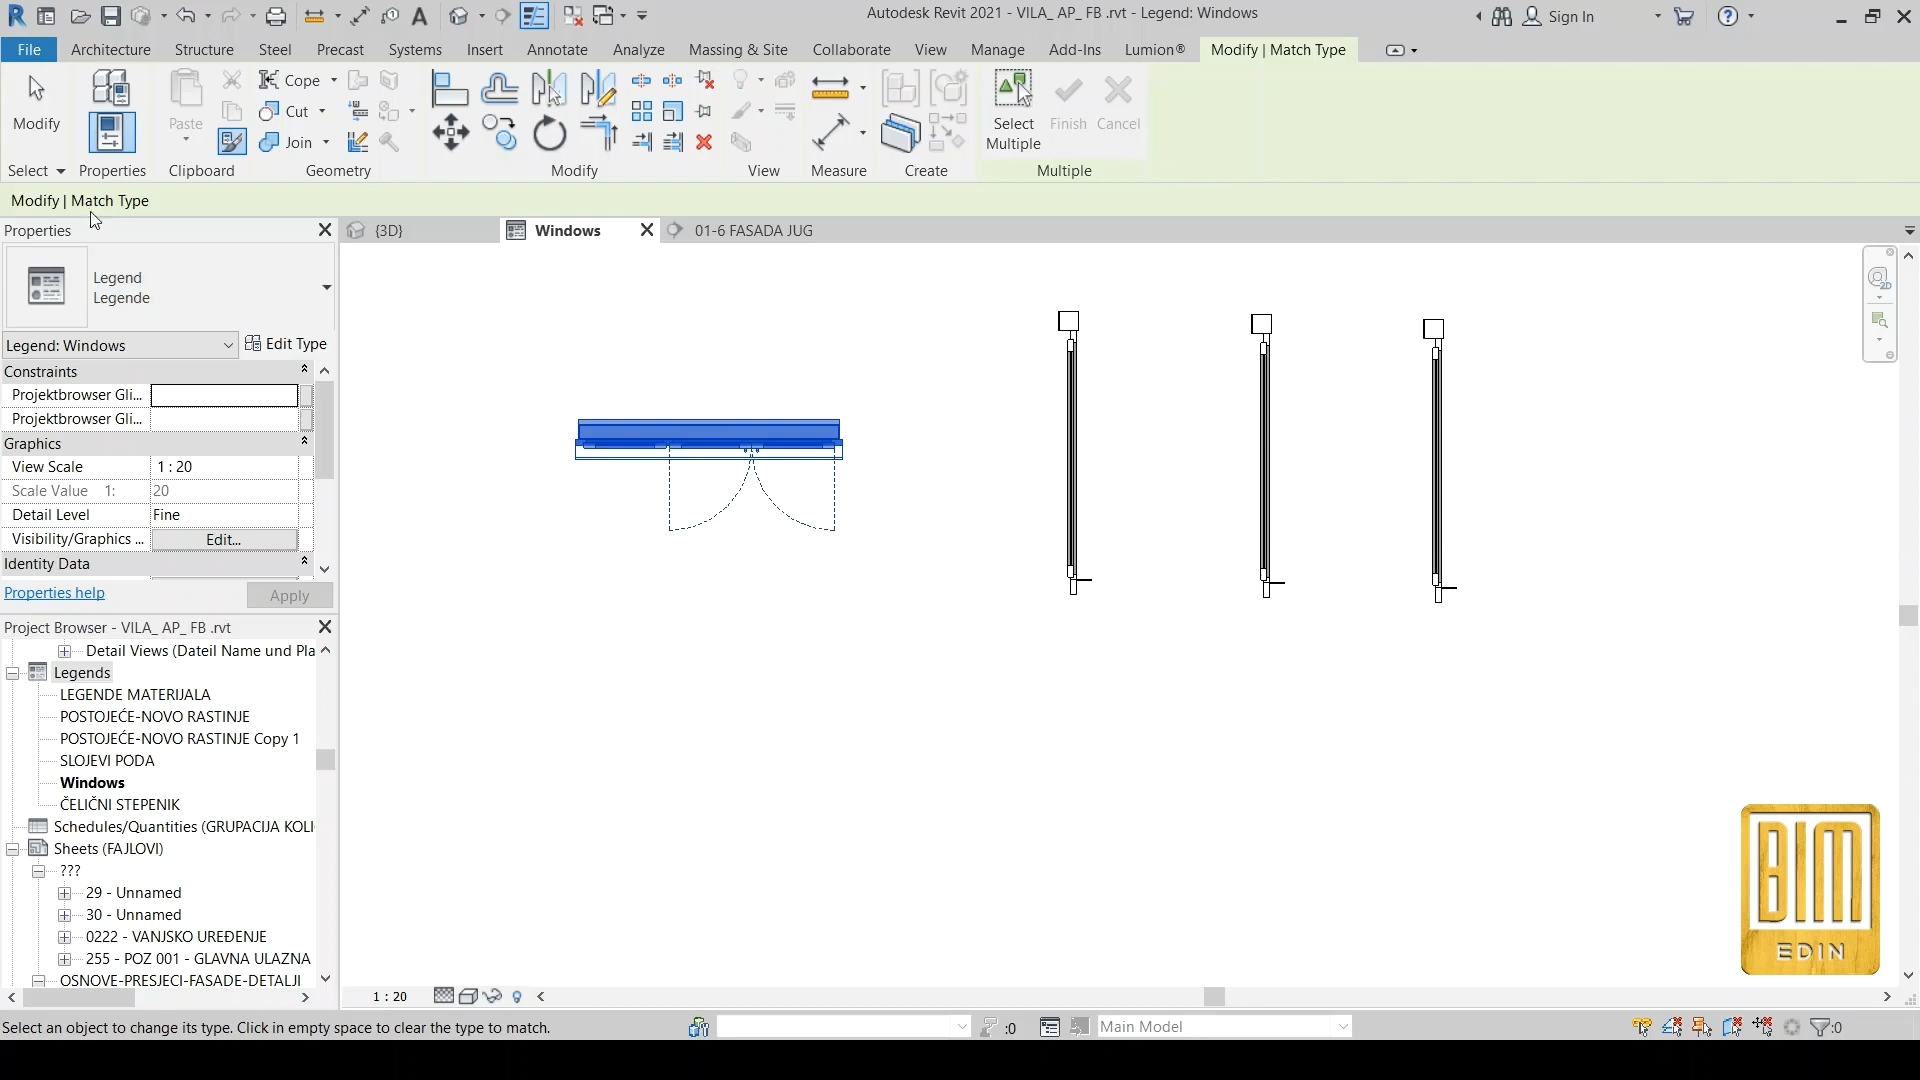 Autodesk Revit 2021 - VILA_ AP_ FB .rvt - Legend: Windows
Sign In
File
Architecture
Structure
Steel
Precast
Systems
Insert
Annotate
Analyze
Massing & Site
Collaborate
View
Manage
Add-Ins
Lumion®
Modify | Match Type
Modify
Paste
Cope
Cut
Join
Select
Multiple
Finish
Cancel
Select
Properties
Clipboard
Geometry
Modify
View
Measure
Create
Multiple
Modify | Match Type
Properties
{3D}
Windows
01-6 FASADA JUG
Legend
Legende
Legend: Windows
Edit Type
Constraints
Projektbrowser Gli...
Projektbrowser Gli...
Graphics
View Scale 1 : 20
Scale Value 1: 20
Detail Level Fine
Visibility/Graphics ... Edit...
Identity Data
Properties help
Apply
Project Browser - VILA_ AP_ FB .rvt
Detail Views (Dateil Name und Pla
Legends
LEGENDE MATERIJALA
POSTOJEĆE-NOVO RASTINJE
POSTOJEĆE-NOVO RASTINJE Copy 1
SLOJEVI PODA
Windows
ČELIČNI STEPENIK
Schedules/Quantities (GRUPACIJA KOLI
Sheets (FAJLOVI)
???
29 - Unnamed
30 - Unnamed
0222 - VANJSKO UREĐENJE
255 - POZ 001 - GLAVNA ULAZNA
OSNOVE-PRESJECI-FASADE-DETALJI
BIM
EDIN
1 : 20
Select an object to change its type. Click in empty space to clear the type to match.
:0
Main Model
:0